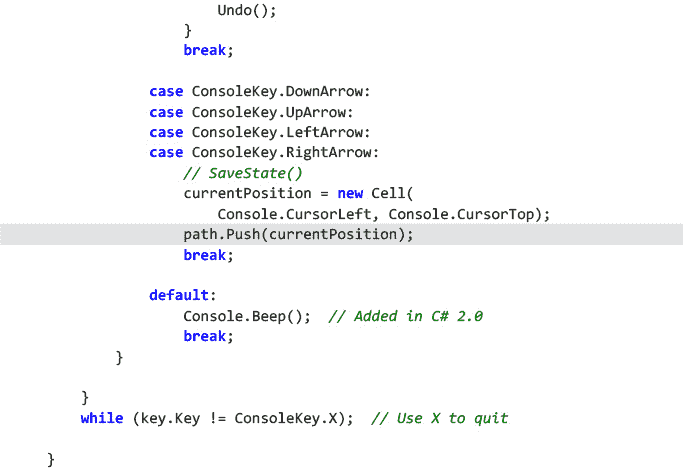 Undo();
}
break;
case ConsoleKey.DownArrow:
case ConsoleKey.UpArrow:
case ConsoleKey.LeftArrow:
case ConsoleKey.RightArrow:
// SaveState()
currentPosition = new Cell(
Console.CursorLeft, Console.CursorTop);
path.Push(currentPosition);
break;
default:
Console.Beep();  // Added in C# 2.0
break;
}
}
while (key.Key != ConsoleKey.X);  // Use X to quit
}